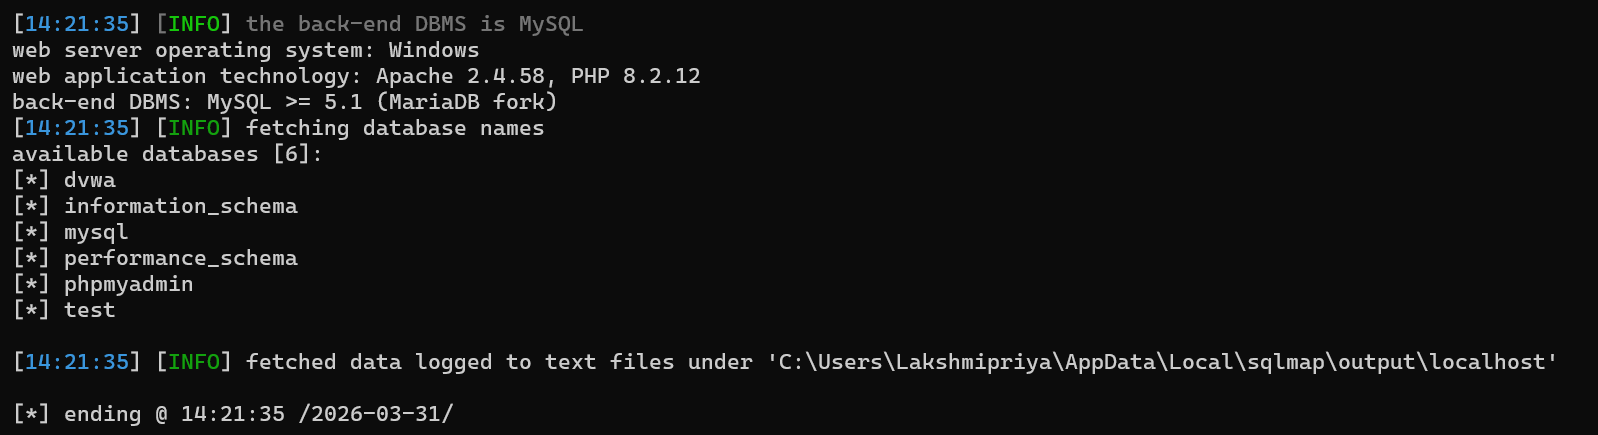 [14:21:35] [INFO] the back-end DBMS is MySQL
web server operating system: Windows
web application technology: Apache 2.4.58, PHP 8.2.12
back-end DBMS: MySQL >= 5.1 (MariaDB fork)
[14:21:35] [INFO] fetching database names
available databases [6]:
[*] dvwa
[*] information_schema
[*] mysql
[*] performance_schema
[*] phpmyadmin
[*] test
[14:21:35] [INFO] fetched data logged to text files under 'C:\Users\Lakshmipriya\AppData\Local\sqlmap\output\localhost'
[*] ending @ 14:21:35 /2026-03-31/